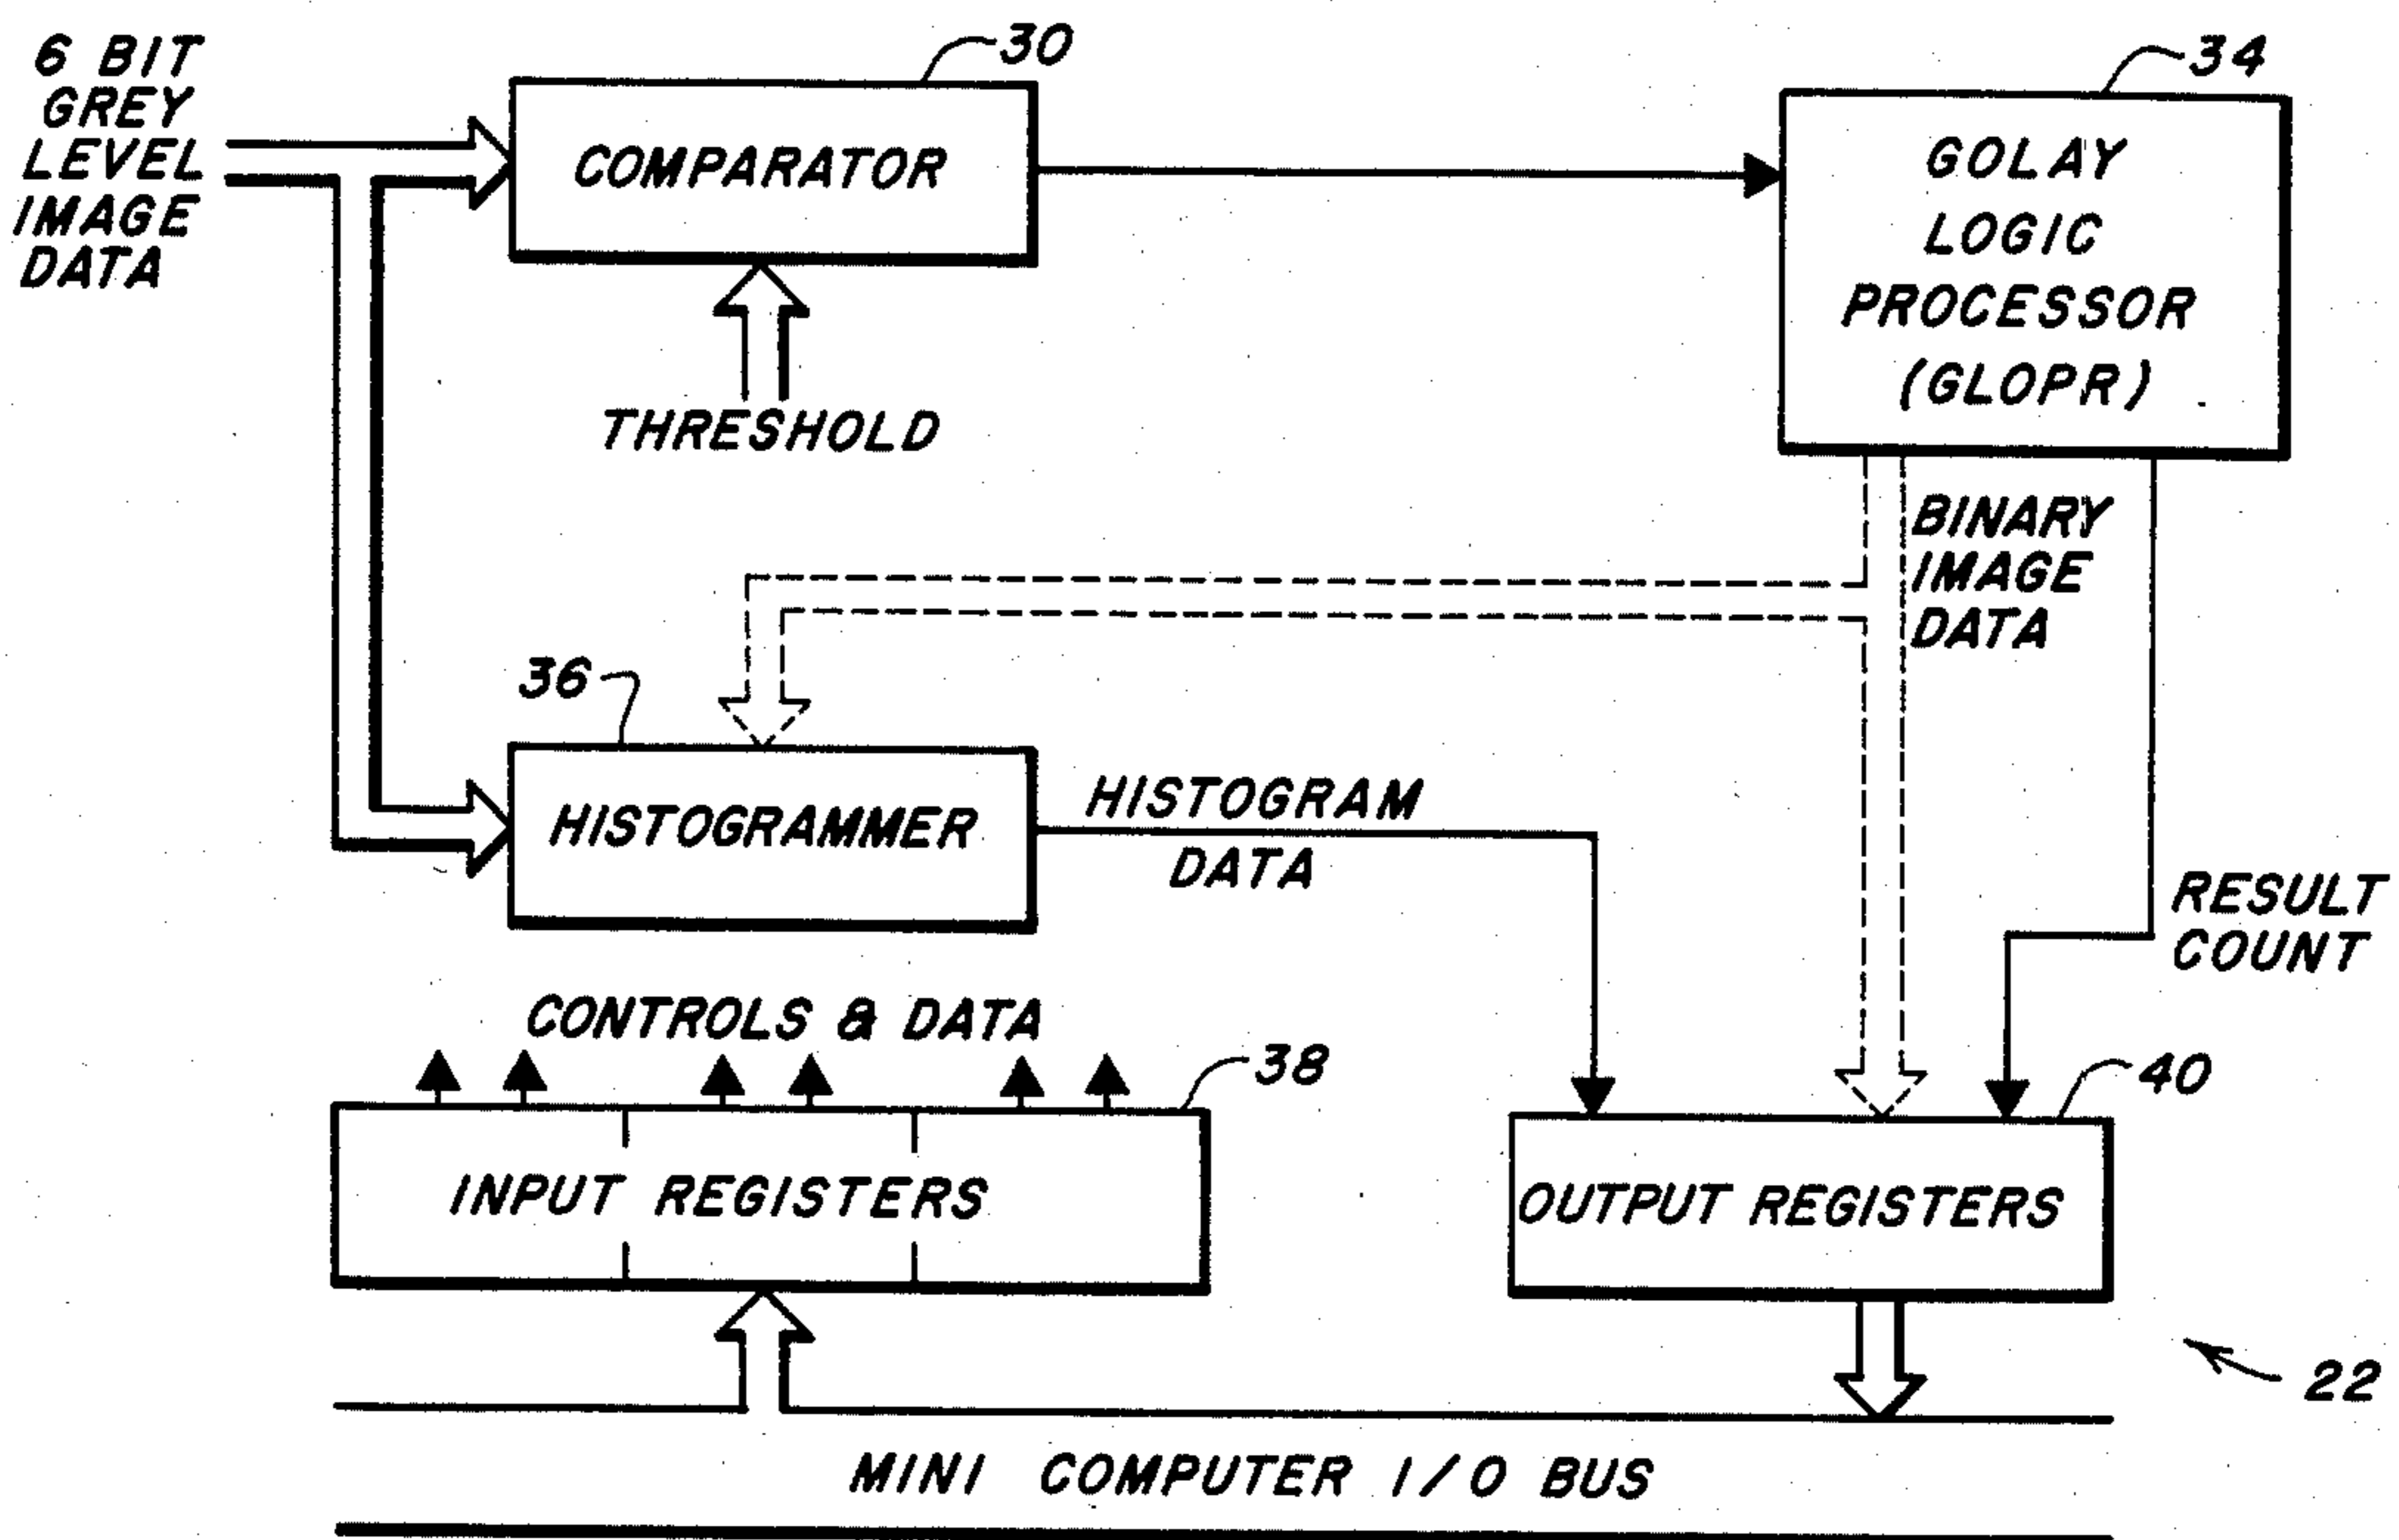 6 BIT
GREY
LEVEL
IMAGE
DATA
30
COMPARATOR
THRESHOLD
34
GOLAY
LOGIC
PROCESSOR
(GLOPR)
BINARY
IMAGE
DATA
36
HISTOGRAMMER
HISTOGRAM
DATA
RESULT
COUNT
CONTROLS & DATA
38
INPUT REGISTERS
40
OUTPUT REGISTERS
22
MINI COMPUTER I/O BUS